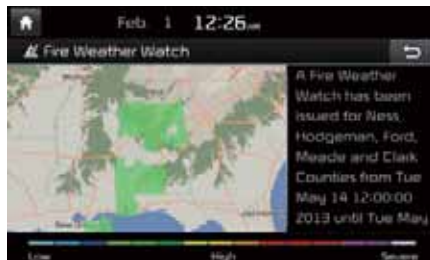 Feb. 1 12:26
Fire Weather Watch
A Fire Weather
Watch has been
issued for Ness,
Hodgeman, Ford,
Meade and Clark
Counties from Tue
May 14 12:00:00
2013 until Tue May
Low High Severe